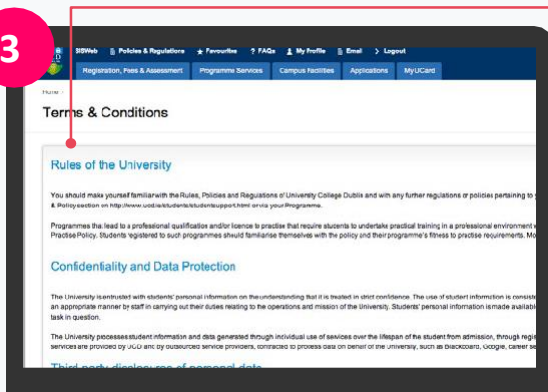 3
SISWeb Policies & Regulations Favourites ? FAQs My Profile Email > Logout
Registration, Fees & Assessment Programme Services Campus Facilities Applications MyUCard
Home
Terms & Conditions
Rules of the University
You should make yourself familiar with the Rules, Policies and Regulations of University College Dublin and with any further regulations or policies pertaining to
& Policy section on http://www.ucd.ie/students/studentsupport.html or via your Programme.
Programmes that lead to a professional qualification and/or licence to practise that require students to undertake practical training in a professional environment
Practise Policy. Students registered to such programmes should familiarise themselves with the policy and their programme's fitness to practise requirements. Mo
Confidentiality and Data Protection
The University is entrusted with students' personal information on the understanding that it is treated in strict confidence. The use of student information is consiste
an appropriate manner by staff in carrying out their duties relating to the operations and mission of the University. Students' personal information is made availabl
task in question.
The University processes student information and data generated through individual use of services over the lifespan of the student from admission, through regi
services are provided by UCD and by outsourced service providers, contracted to process data on behalf of the University, such as Blackboard, Google, career se
Third party disclosures of personal data